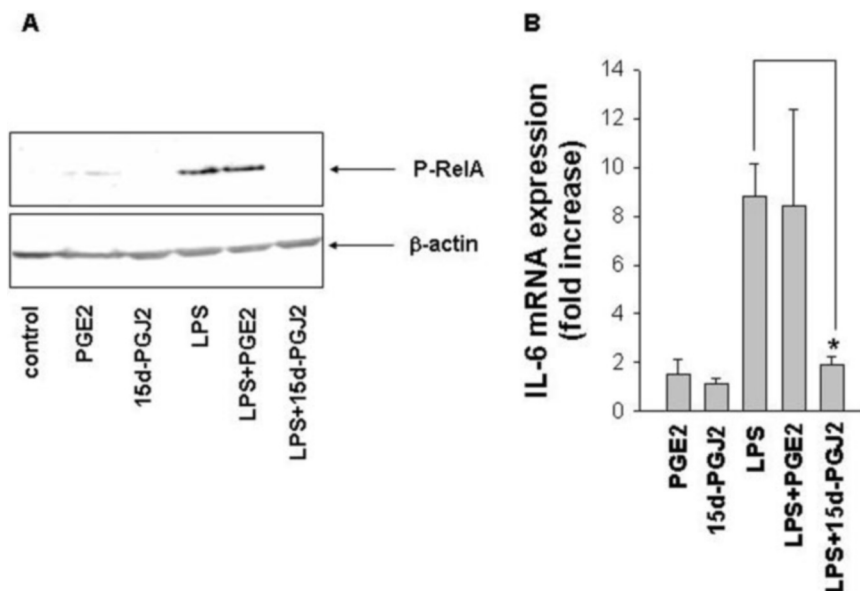 A
P-RelA
β-actin
control
PGE2
15d-PGJ2
LPS
LPS+PGE2
LPS+15d-PGJ2
B
IL-6 mRNA expression
(fold increase)
14
12
10
8
6
4
2
0
*
PGE2
15d-PGJ2
LPS
LPS+PGE2
LPS+15d-PGJ2